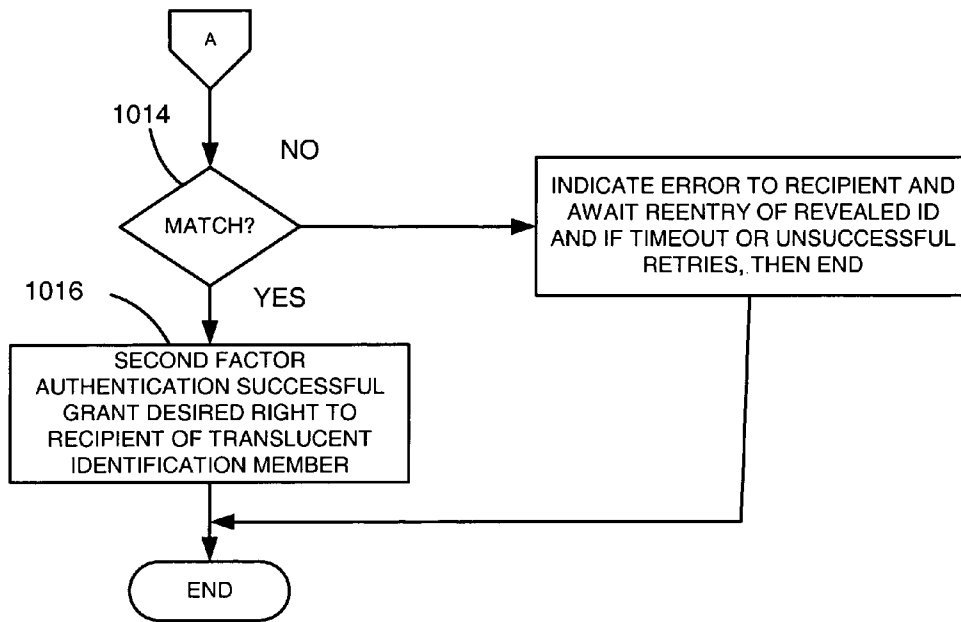 A
1014
NO
MATCH?
INDICATE ERROR TO RECIPIENT AND
AWAIT REENTRY OF REVEALED ID
AND IF TIMEOUT OR UNSUCCESSFUL
RETRIES, THEN END
YES
1016
SECOND FACTOR
AUTHENTICATION SUCCESSFUL
GRANT DESIRED RIGHT TO
RECIPIENT OF TRANSLUCENT
IDENTIFICATION MEMBER
END